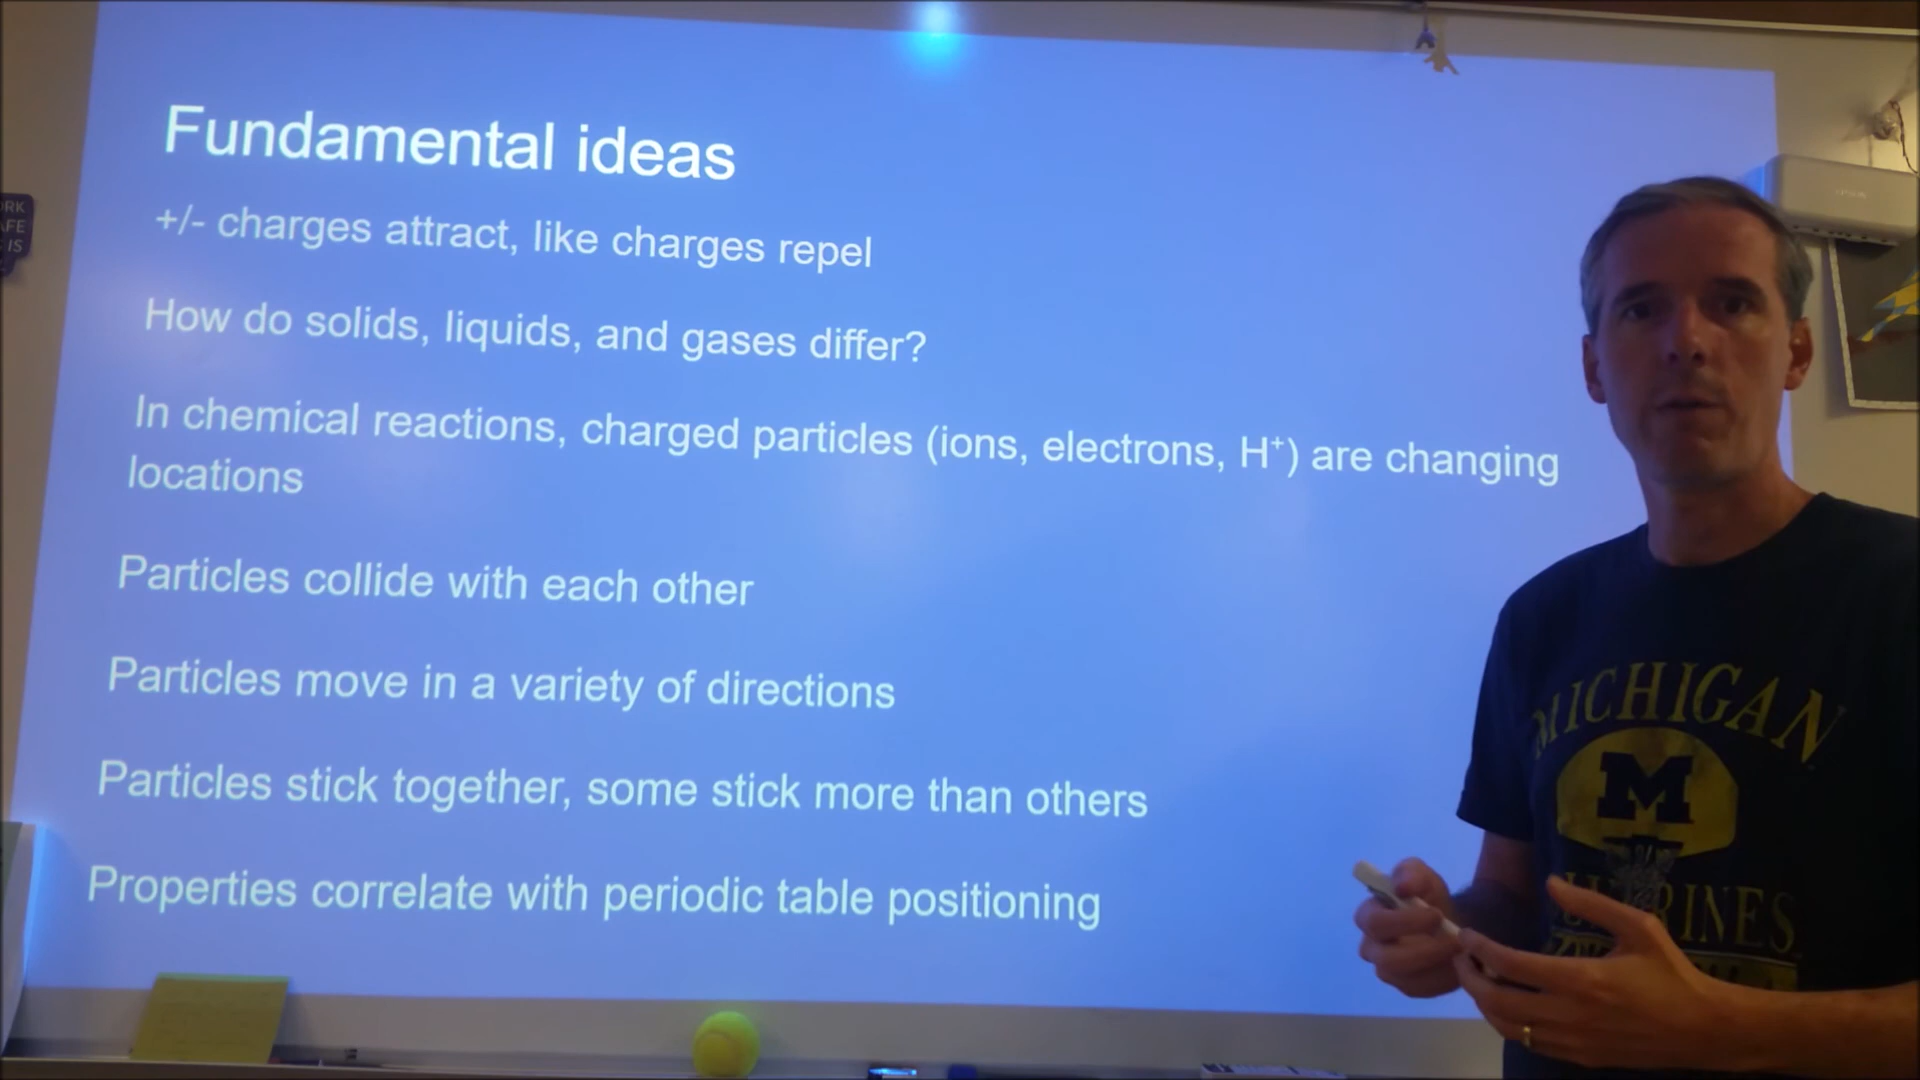 Fundamental ideas
+/- charges attract, like charges repel
How do solids, liquids, and gases differ?
In chemical reactions, charged particles (ions, electrons, H⁺) are changing
locations
Particles collide with each other
Particles move in a variety of directions
Particles stick together, some stick more than others
Properties correlate with periodic table positioning
MICHIGAN
M
IS